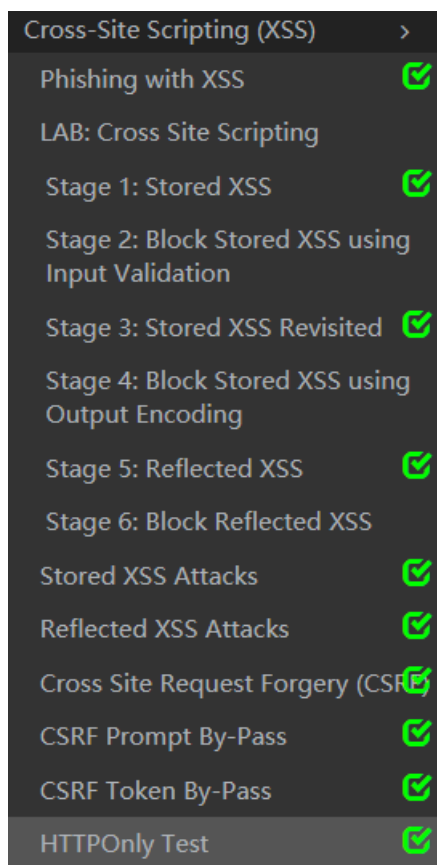 Cross-Site Scripting (XSS) >
Phishing with XSS
LAB: Cross Site Scripting
Stage 1: Stored XSS
Stage 2: Block Stored XSS using
Input Validation
Stage 3: Stored XSS Revisited
Stage 4: Block Stored XSS using
Output Encoding
Stage 5: Reflected XSS
Stage 6: Block Reflected XSS
Stored XSS Attacks
Reflected XSS Attacks
Cross Site Request Forgery (CSRF)
CSRF Prompt By-Pass
CSRF Token By-Pass
HTTPOnly Test